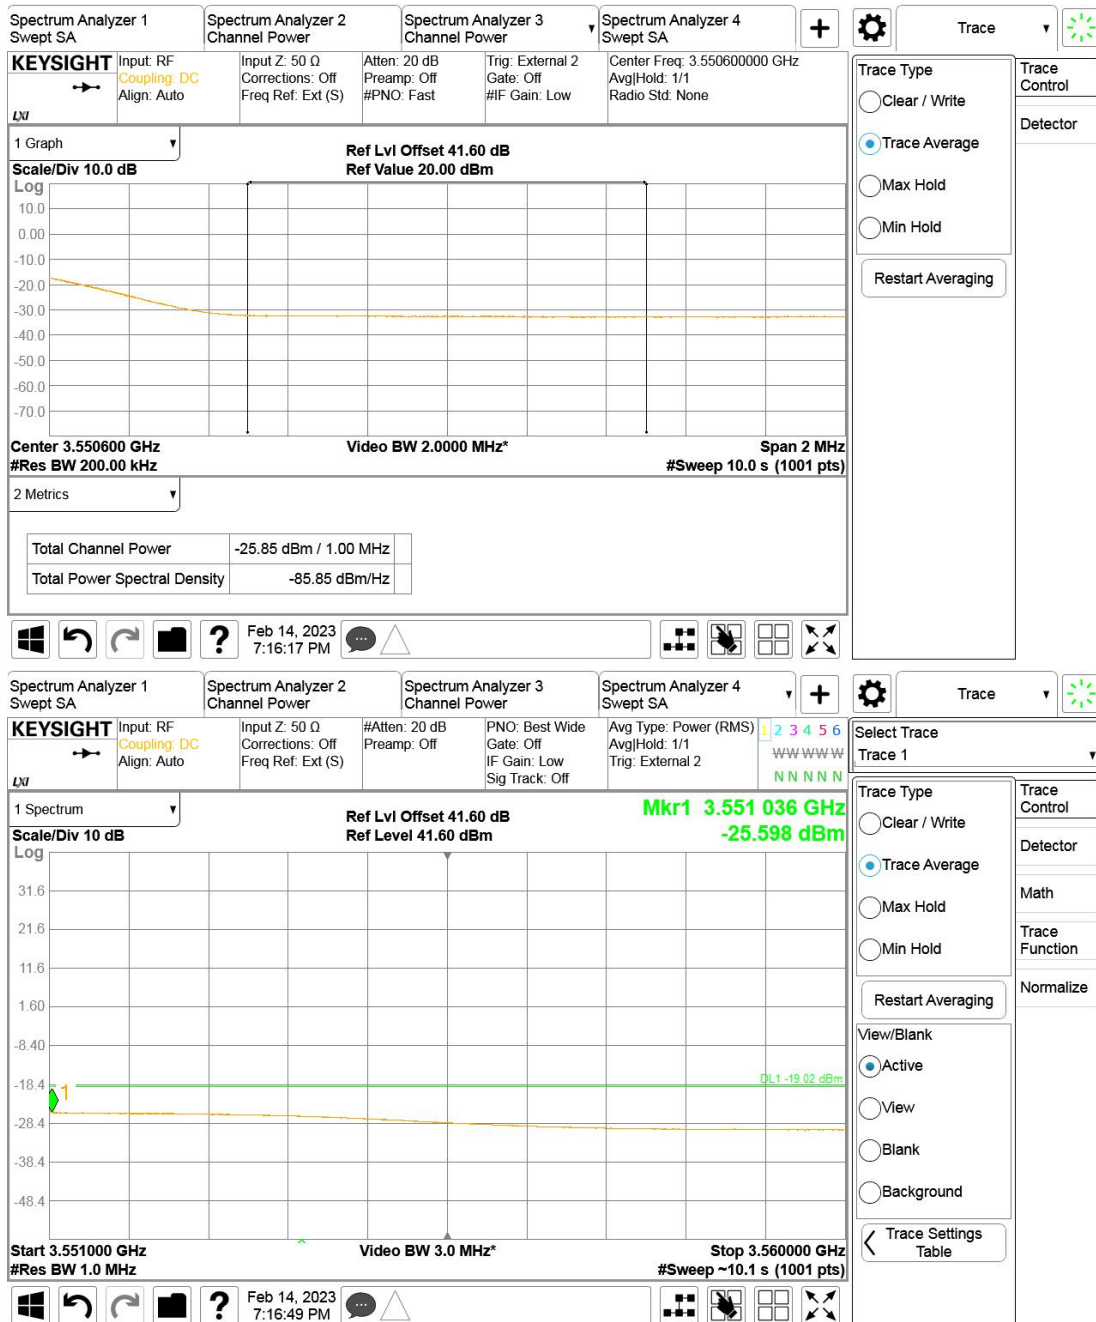 Spectrum Analyzer 1
Swept SA
Spectrum Analyzer 2
Channel Power
Spectrum Analyzer 3
Channel Power
Spectrum Analyzer 4
Swept SA
Trace
KEYSIGHT
LXI
Input: RF
Coupling: DC
Align: Auto
Input Z: 50 Ω
Corrections: Off
Freq Ref: Ext (S)
Atten: 20 dB
Preamp: Off
#PNO: Fast
Trig: External 2
Gate: Off
#IF Gain: Low
Center Freq: 3.550600000 GHz
Avg|Hold: 1/1
Radio Std: None
Trace Type
Clear / Write
Trace Average
Max Hold
Min Hold
Restart Averaging
Trace
Control
Detector
1 Graph
Scale/Div 10.0 dB
Ref Lvl Offset 41.60 dB
Ref Value 20.00 dBm
Log
10.0
0.00
-10.0
-20.0
-30.0
-40.0
-50.0
-60.0
-70.0
Center 3.550600 GHz
#Res BW 200.00 kHz
Video BW 2.0000 MHz*
Span 2 MHz
#Sweep 10.0 s (1001 pts)
2 Metrics
Total Channel Power -25.85 dBm / 1.00 MHz
Total Power Spectral Density -85.85 dBm/Hz
?
Feb 14, 2023
7:16:17 PM
Spectrum Analyzer 1
Swept SA
Spectrum Analyzer 2
Channel Power
Spectrum Analyzer 3
Channel Power
Spectrum Analyzer 4
Swept SA
Trace
KEYSIGHT
LXI
Input: RF
Coupling: DC
Align: Auto
Input Z: 50 Ω
Corrections: Off
Freq Ref: Ext (S)
#Atten: 20 dB
Preamp: Off
PNO: Best Wide
Gate: Off
IF Gain: Low
Sig Track: Off
Avg Type: Power (RMS)
Avg|Hold: 1/1
Trig: External 2
1 2 3 4 5 6
W W W W W
N N N N N
Select Trace
Trace 1
Trace Type
Clear / Write
Trace Average
Max Hold
Min Hold
Restart Averaging
View/Blank
Active
View
Blank
Background
Trace Settings
Table
Trace
Control
Detector
Math
Trace
Function
Normalize
1 Spectrum
Scale/Div 10 dB
Ref Lvl Offset 41.60 dB
Ref Level 41.60 dBm
Mkr1 3.551 036 GHz
-25.598 dBm
Log
31.6
21.6
11.6
1.60
-8.40
-18.4
-28.4
-38.4
-48.4
1
DL1 -19.02 dBm
Start 3.551000 GHz
#Res BW 1.0 MHz
Video BW 3.0 MHz*
Stop 3.560000 GHz
#Sweep ~10.1 s (1001 pts)
?
Feb 14, 2023
7:16:49 PM